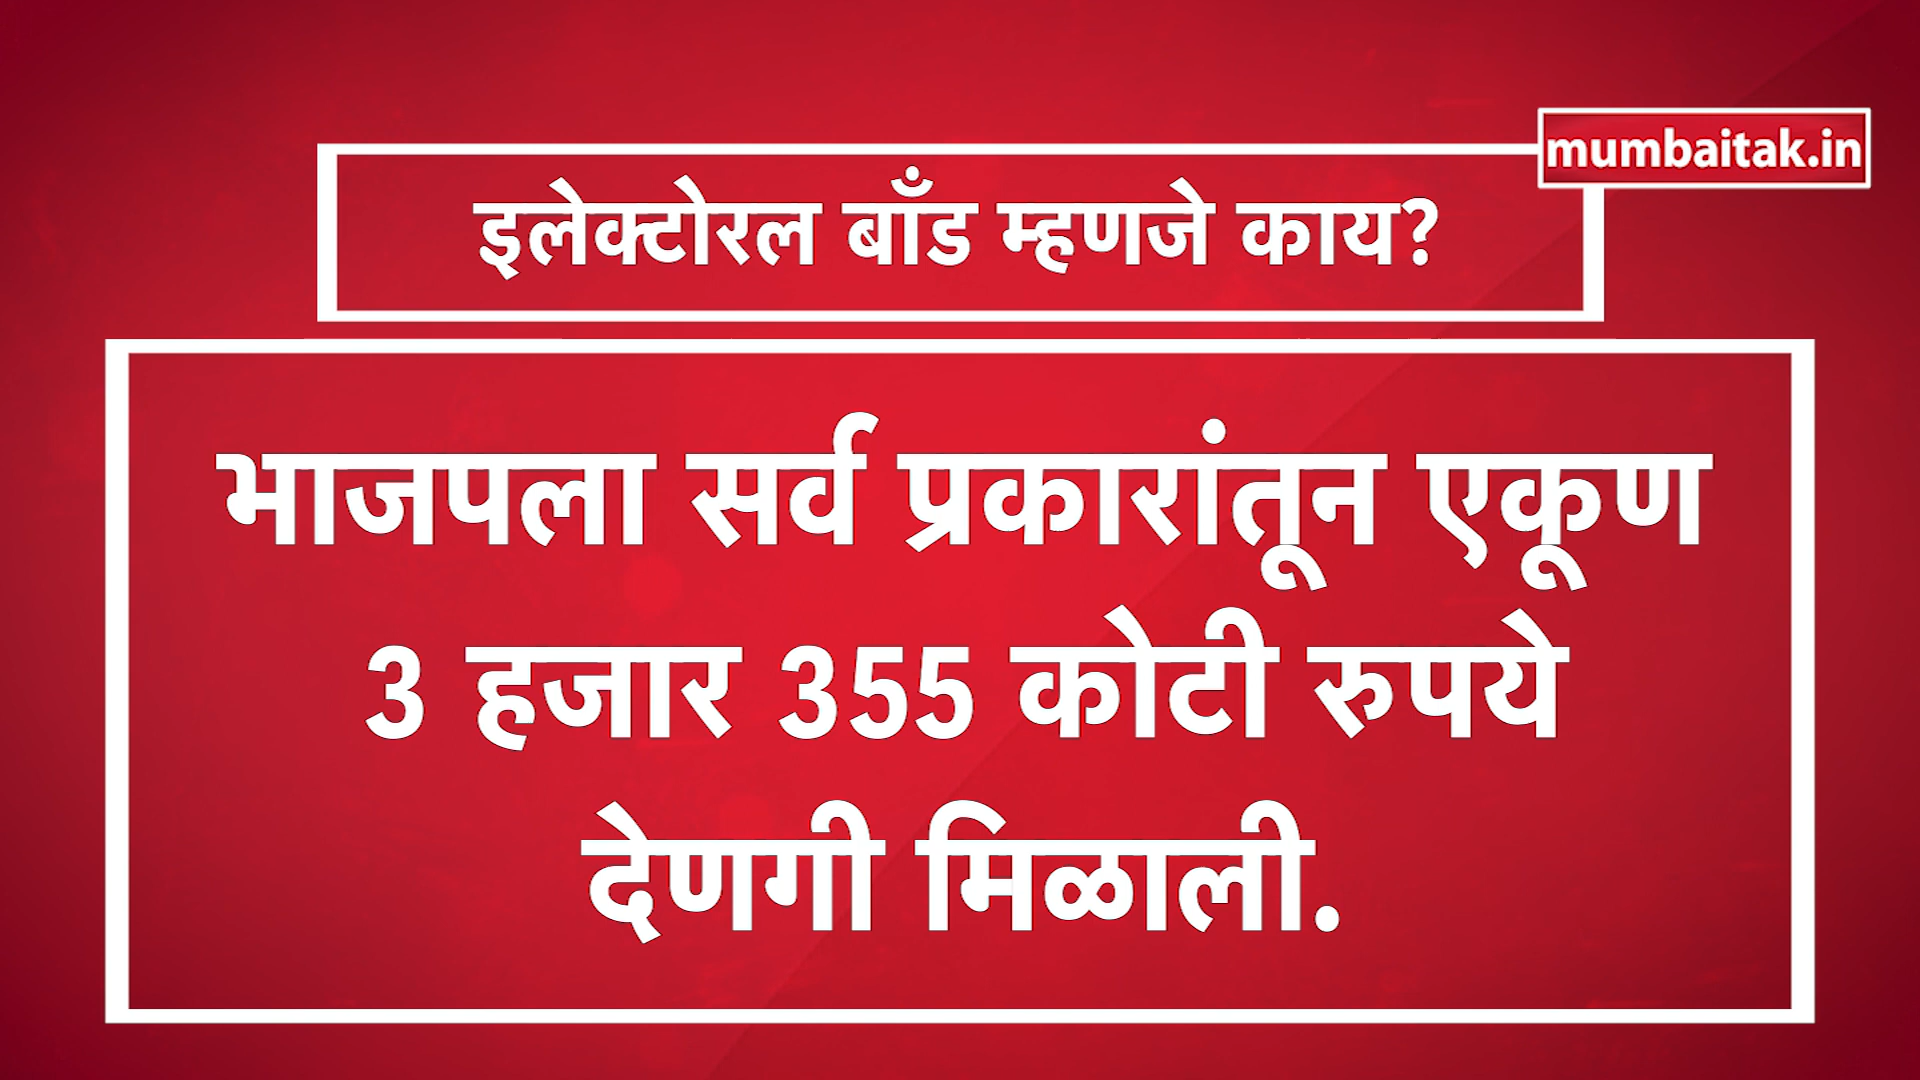 mumbaitak.in
इलेक्टोरल बाँड म्हणजे काय?
भाजपला सर्व प्रकारांतून एकूण
3 हजार 355 कोटी रुपये
देणगी मिळाली.